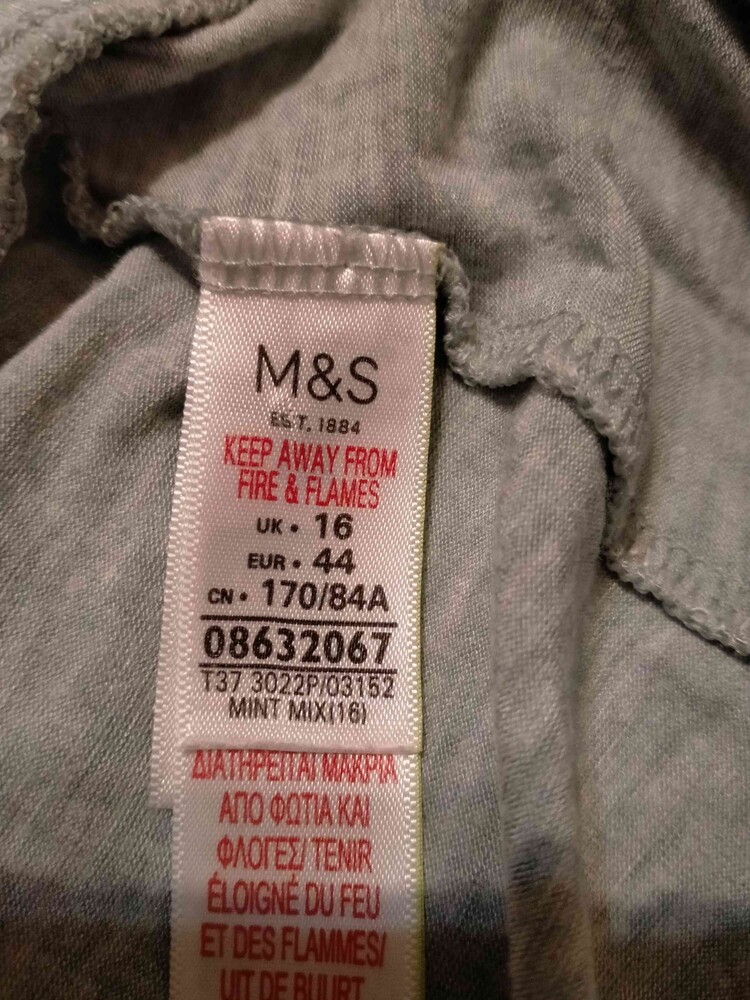 M&S
EST. 1884
KEEP AWAY FROM
FIRE & FLAMES
UK • 16
EUR • 44
CN • 170/84A
08632067
T37 3022P/03152
MINT MIX(16)
ΔΙΑΤΗΡΕΙΤΑΙ ΜΑΚΡΙΑ
ΑΠΟ ΦΩΤΙΑ ΚΑΙ
ΦΛΟΓΕΣ/ TENIR
ÉLOIGNÉ DU FEU
ET DES FLAMMES/
UIT DE BUURT